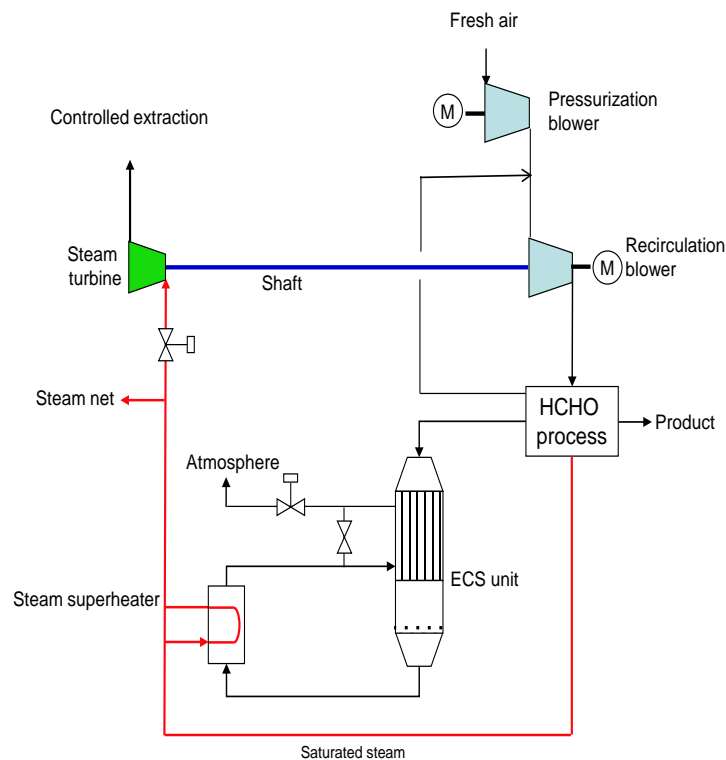 Fresh air
M
Pressurization
blower
Controlled extraction
Steam
turbine
Shaft
Recirculation
blower
M
Steam net
HCHO
process
Product
Atmosphere
ECS unit
Steam superheater
Saturated steam